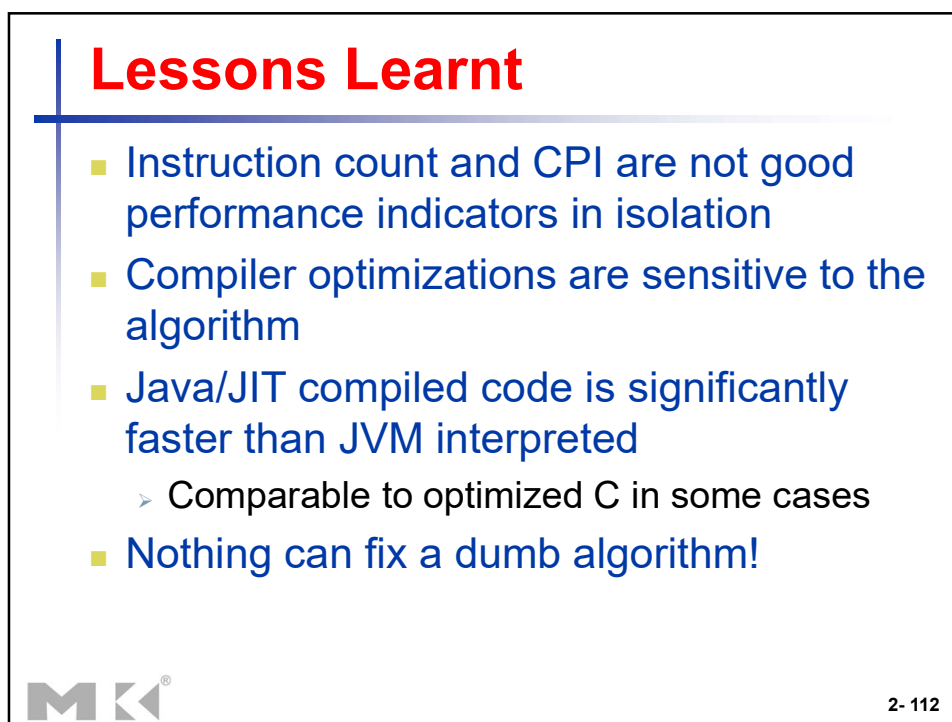 Lessons Learnt
Instruction count and CPI are not good
performance indicators in isolation
Compiler optimizations are sensitive to the
algorithm
Java/JIT compiled code is significantly
faster than JVM interpreted
Comparable to optimized C in some cases
Nothing can fix a dumb algorithm!
MK®
2- 112